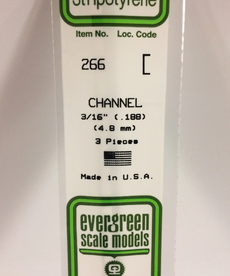 Stripolyrene
Item No. Loc. Code
266
CHANNEL
3/16" (.188)
(4.8 mm)
3 Pieces
Made in U.S.A.
evergreen
scale models